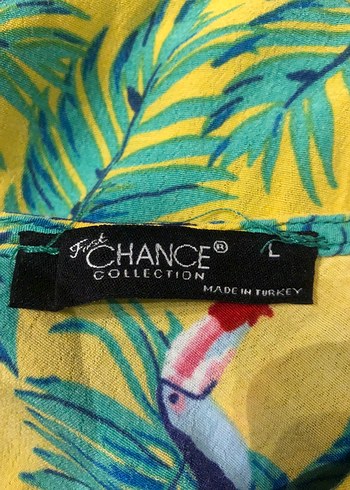 First
CHANCE® L
COLLECTION
MADE IN TURKEY